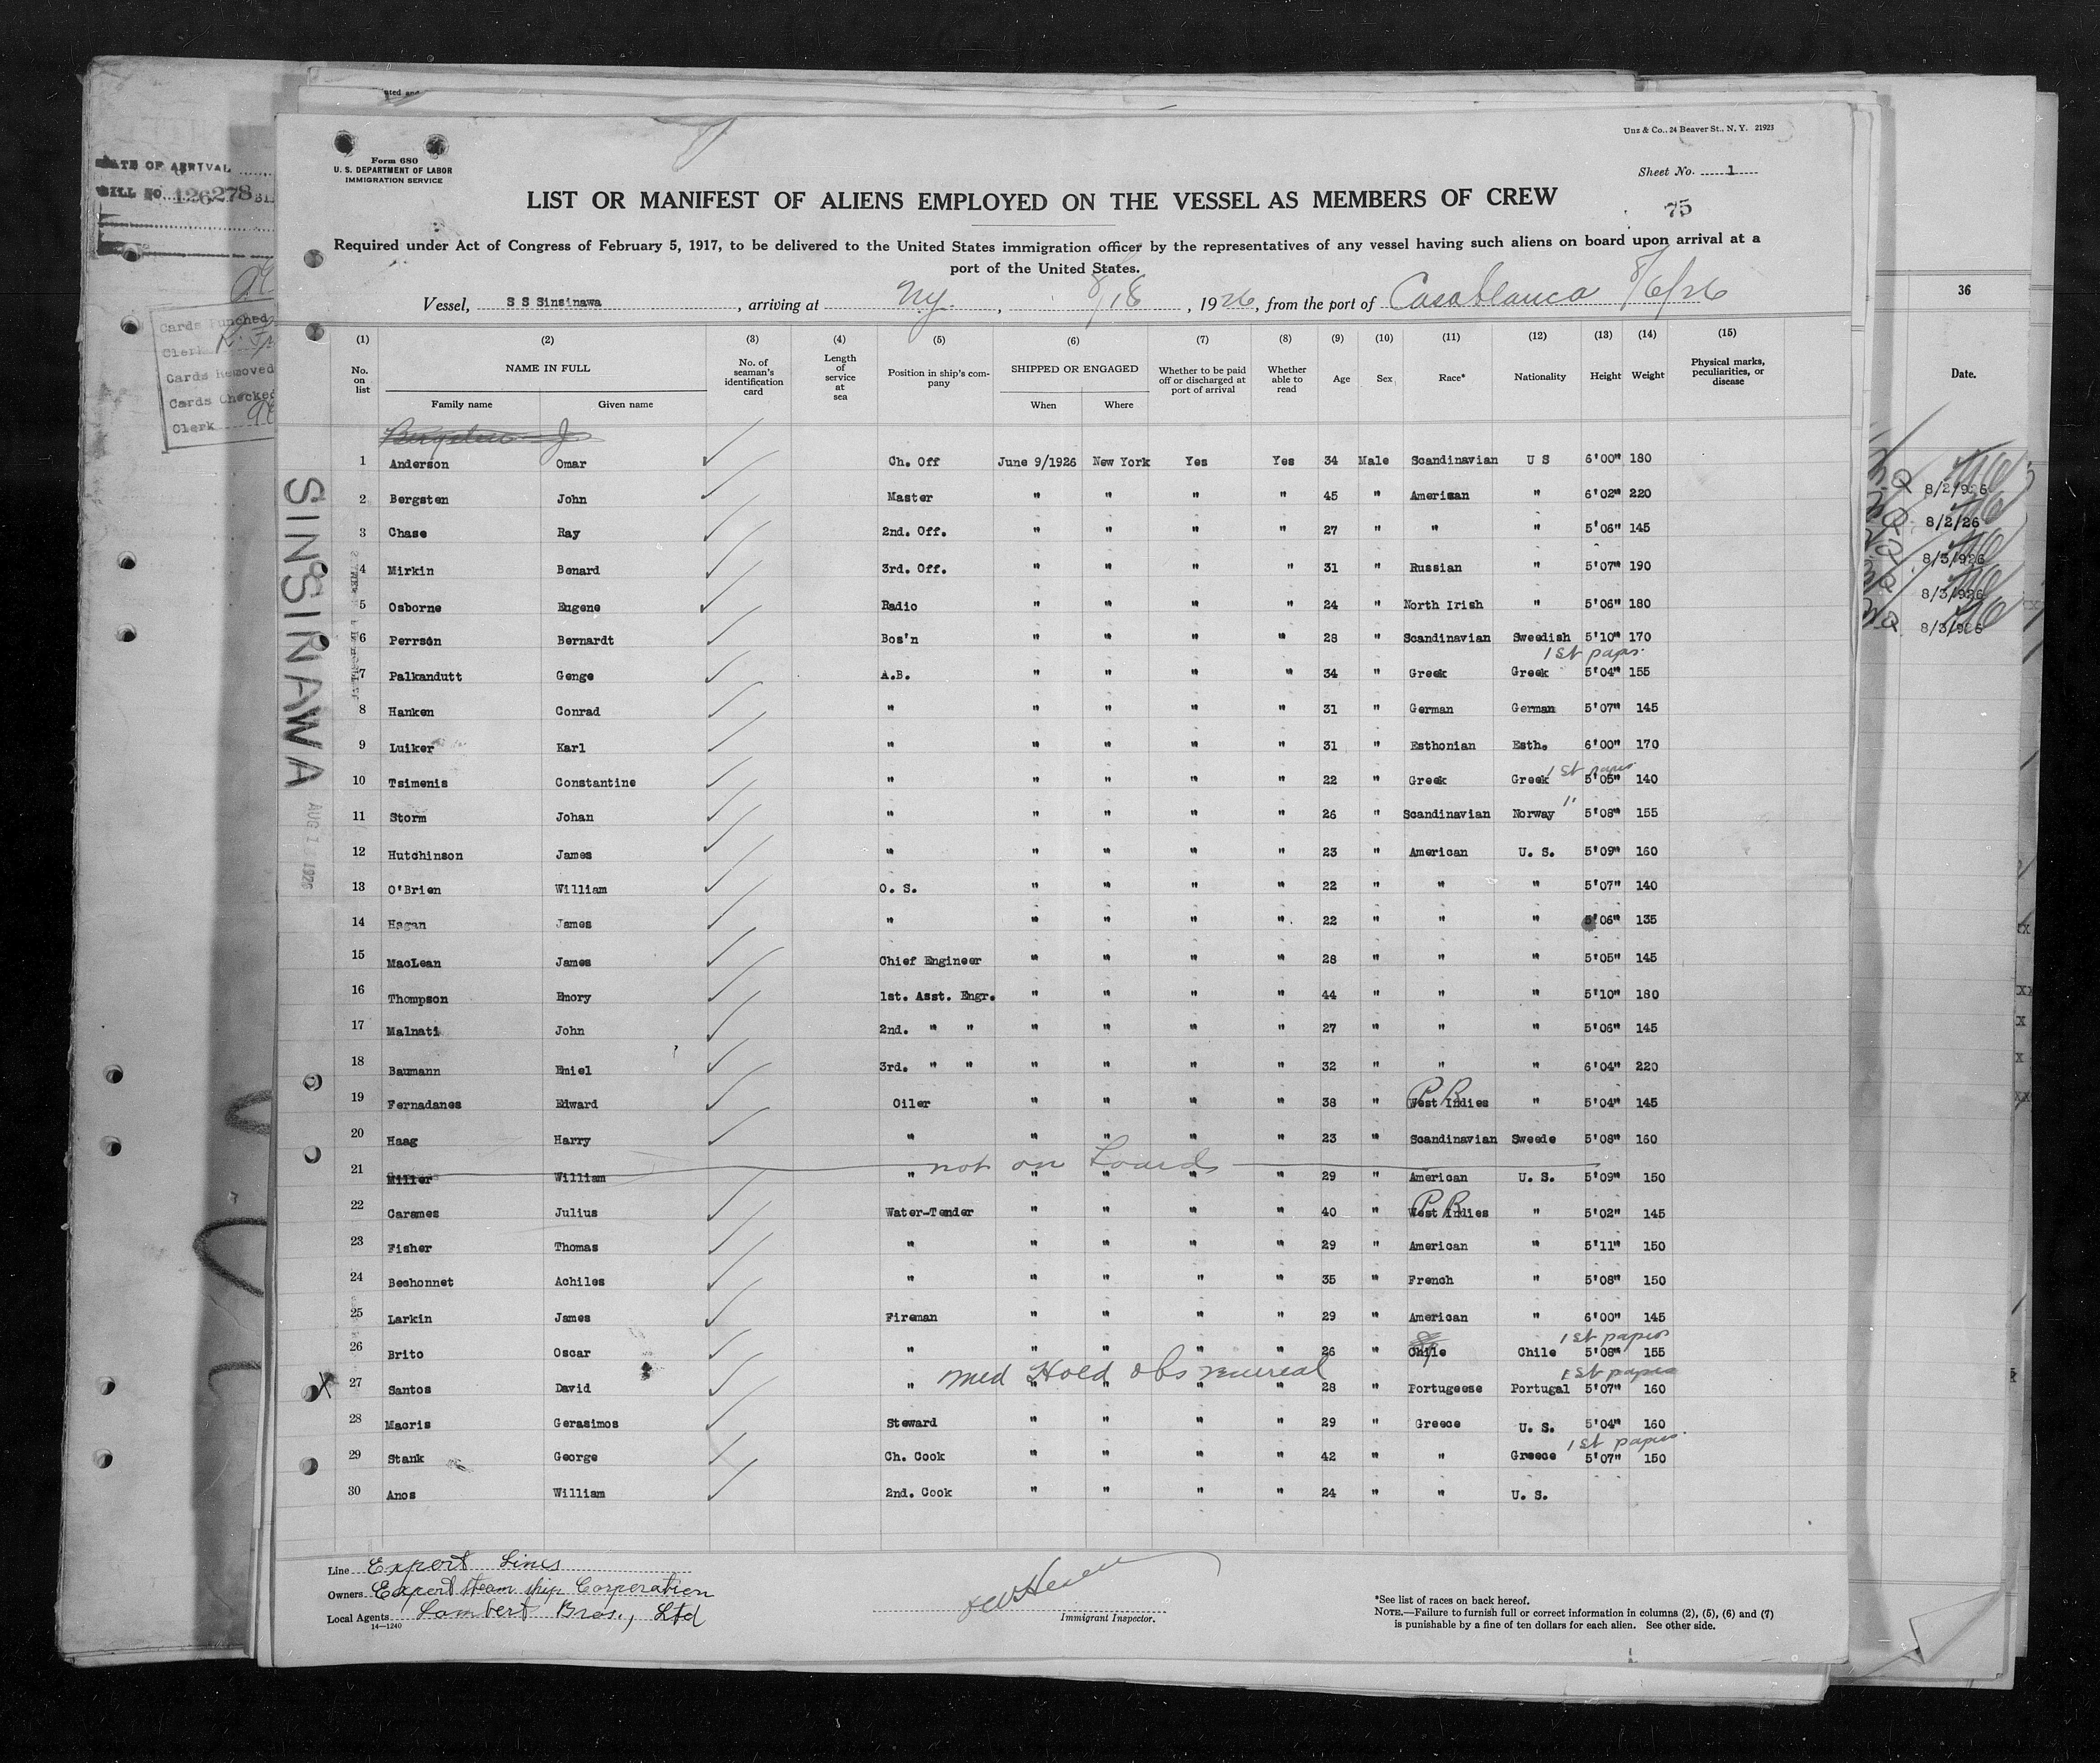 Unz & Co., 24 Beaver St., N. Y. 21923
Form 680
U. S. DEPARTMENT OF LABOR
IMMIGRATION SERVICE
Sheet No. 1
LIST OR MANIFEST OF ALIENS EMPLOYED ON THE VESSEL AS MEMBERS OF CREW
75
Required under Act of Congress of February 5, 1917, to be delivered to the United States immigration officer by the representatives of any vessel having such aliens on board upon arrival at a
port of the United States.
Vessel, S S Sinsinawa, arriving at Ny., 8/18, 1926, from the port of Casablanca 8/6/26
(1) (2) (3) (4) (5) (6) (7) (8) (9) (10) (11) (12) (13) (14) (15)
No. on list NAME IN FULL No. of seaman's identification card Length of service at sea Position in ship's company SHIPPED OR ENGAGED Whether to be paid off or discharged at port of arrival Whether able to read Age Sex Race* Nationality Height Weight Physical marks, peculiarities, or disease
Family name Given name When Where
Bergsten J
1 Anderson Omar Ch. Off June 9/1926 New York Yes Yes 34 Male Scandinavian U S 6'00" 180
2 Bergsten John Master " " " " 45 " American " 6'02" 220
3 Chase Ray 2nd. Off. " " " " 27 " " " 5'06" 145
4 Mirkin Benard 3rd. Off. " " " " 31 " Russian " 5'07" 190
5 Osborne Eugene Radio " " " " 24 " North Irish " 5'06" 180
6 Perrson Bernardt Bos'n " " " " 28 " Scandinavian Swedish 5'10" 170
1st papers
7 Palkandutt Genge A.B. " " " " 34 " Greek Greek 5'04" 155
8 Hanken Conrad " " " " " 31 " German German 5'07" 145
9 Luiker Karl " " " " " 31 " Esthonian Esth. 6'00" 170
1st papers
10 Tsimenis Constantine " " " " " 22 " Greek Greek 5'05" 140
11 Storm Johan " " " " " 26 " Scandinavian Norway " 5'08" 155
12 Hutchinson James " " " " " 23 " American U. S. 5'09" 160
13 O'Brien William O. S. " " " " 22 " " " 5'07" 140
14 Hagan James " " " " " 22 " " " 5'06" 135
15 MacLean James Chief Engineer " " " " 28 " " " 5'05" 145
16 Thompson Emory 1st. Asst. Engr. " " " " 44 " " " 5'10" 180
17 Malnati John 2nd. " " " " " " 27 " " " 5'06" 145
18 Baumann Emiel 3rd. " " " " " " 32 " " " 6'04" 220
P R
19 Fernadanes Edward Oiler " " " " 38 " West Indies " 5'04" 145
20 Haag Harry " " " " " 23 " Scandinavian Swede 5'08" 160
not on board
21 Miller William " " " " " 29 " American U. S. 5'09" 150
P R
22 Carames Julius Water-Tender " " " " 40 " West Indies " 5'02" 145
23 Fisher Thomas " " " " " 29 " American " 5'11" 150
24 Bechonnet Achiles " " " " " 35 " French " 5'08" 150
25 Larkin James Fireman " " " " 29 " American " 6'00" 145
1st papers
26 Brito Oscar " " " " " 26 " Chile Chile 5'08" 155
med Hold obs venereal 1st papers
27 Santos David " " " " " 28 " Portugeese Portugal 5'07" 160
28 Macris Gerasimos Steward " " " " 29 " Greece U. S. 5'04" 160
1st papers
29 Stank George Ch. Cook " " " " 42 " " Greece 5'07" 150
30 Anos William 2nd. Cook " " " " 24 " " U. S.
Line Export Lines
Owners Export steam ship Corporation
Local Agents Lambert Bros., Ltd
14—1240
Immigrant Inspector.
*See list of races on back hereof.
NOTE.—Failure to furnish full or correct information in columns (2), (5), (6) and (7)
is punishable by a fine of ten dollars for each alien. See other side.
SINSINAWA
AUG 1 1926
DATE OF ARRIVAL
BILL NO. 126278
Cards Punched
Clerk
Cards Removed
Cards Checked
Clerk
36
Date.
8/2/926
8/2/26
8/3/926
8/3/926
8/3/926